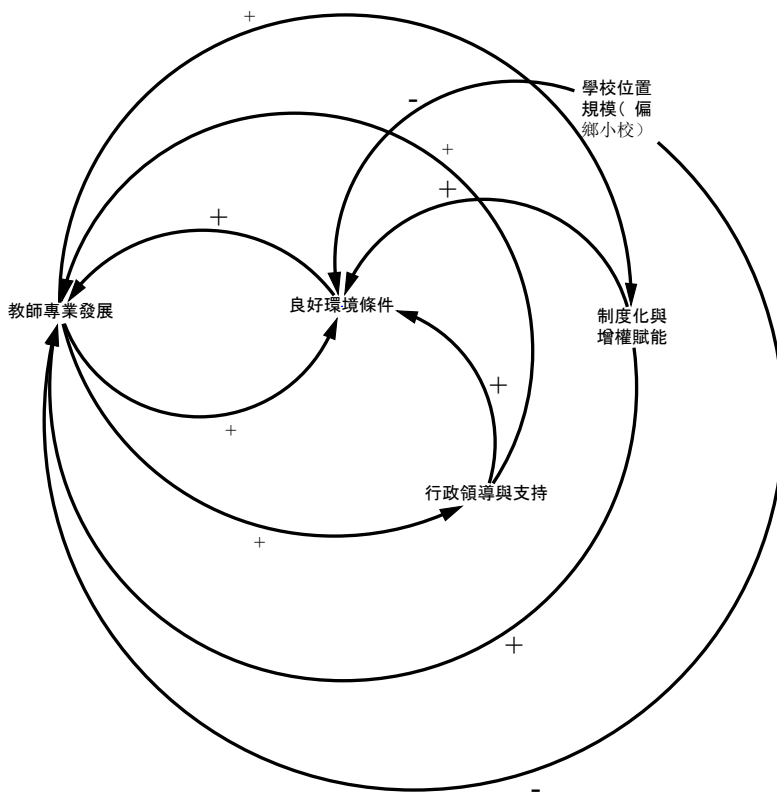 +
學校位置
規模( 偏
鄉小校）
-
+
+
+
教師專業發展
良好環境條件
制度化與
增權賦能
+
+
行政領導與支持
+
+
-